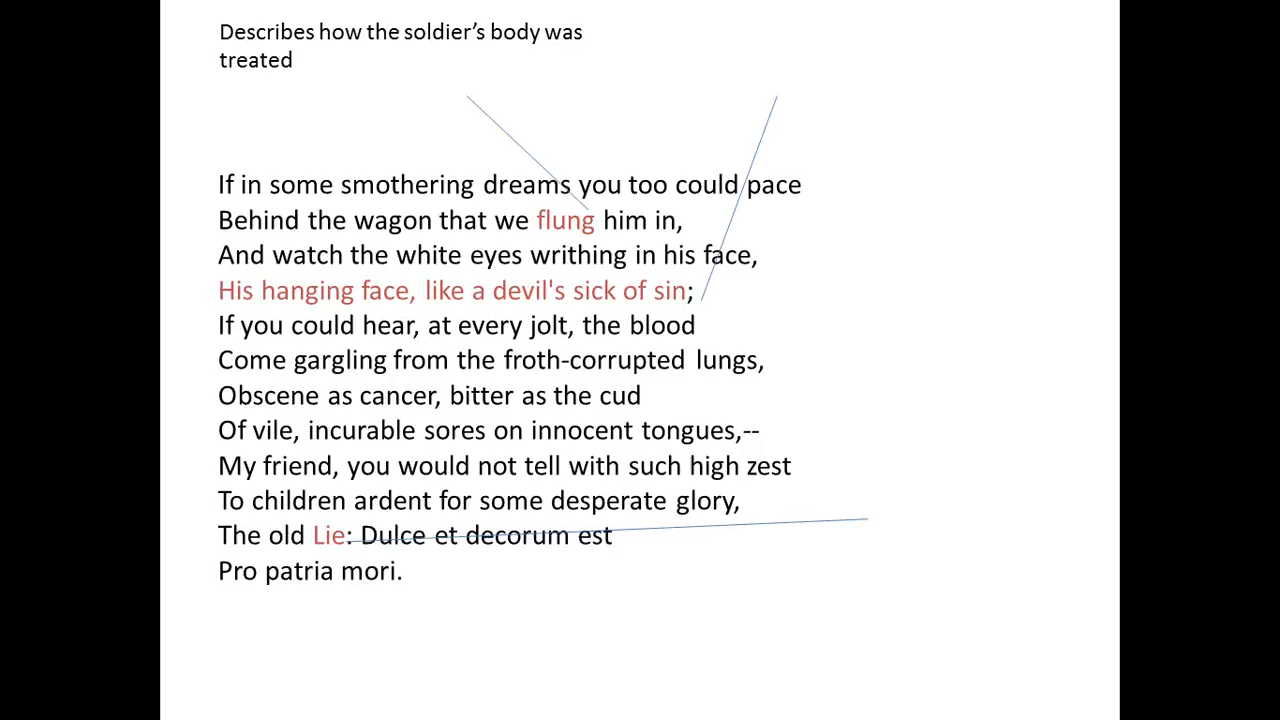 Describes how the soldier’s body was
treated
If in some smothering dreams you too could pace
Behind the wagon that we flung him in,
And watch the white eyes writhing in his face,
His hanging face, like a devil's sick of sin;
If you could hear, at every jolt, the blood
Come gargling from the froth-corrupted lungs,
Obscene as cancer, bitter as the cud
Of vile, incurable sores on innocent tongues,--
My friend, you would not tell with such high zest
To children ardent for some desperate glory,
The old Lie: Dulce et decorum est
Pro patria mori.